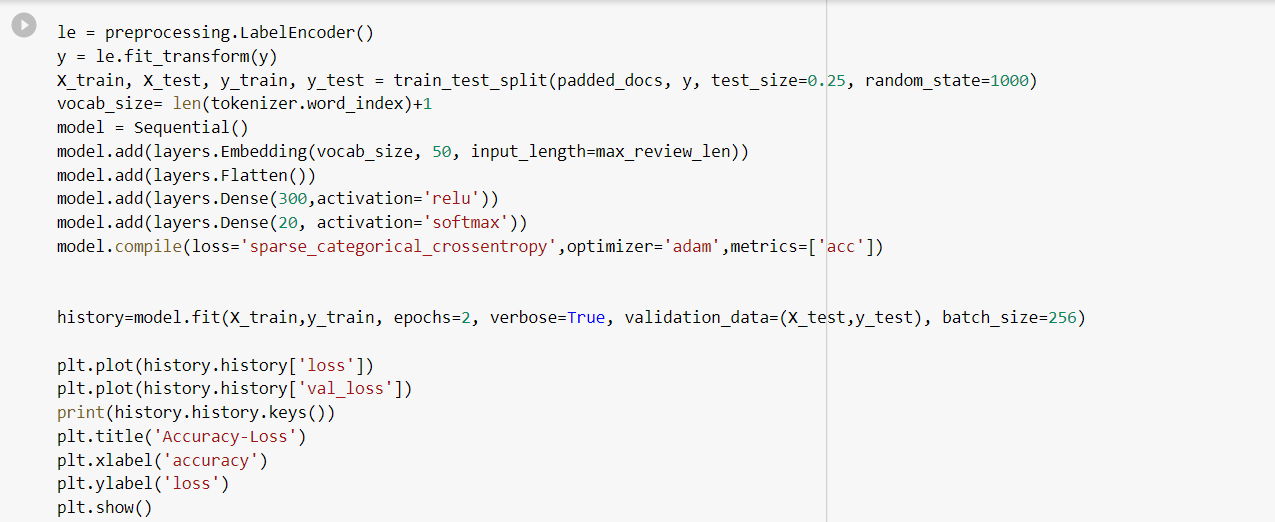 le = preprocessing.LabelEncoder()
y = le.fit_transform(y)
X_train, X_test, y_train, y_test = train_test_split(padded_docs, y, test_size=0.25, random_state=1000)
vocab_size= len(tokenizer.word_index)+1
model = Sequential()
model.add(layers.Embedding(vocab_size, 50, input_length=max_review_len))
model.add(layers.Flatten())
model.add(layers.Dense(300,activation='relu'))
model.add(layers.Dense(20, activation='softmax'))
model.compile(loss='sparse_categorical_crossentropy',optimizer='adam',metrics=['acc'])
history=model.fit(X_train,y_train, epochs=2, verbose=True, validation_data=(X_test,y_test), batch_size=256)
plt.plot(history.history['loss'])
plt.plot(history.history['val_loss'])
print(history.history.keys())
plt.title('Accuracy-Loss')
plt.xlabel('accuracy')
plt.ylabel('loss')
plt.show()